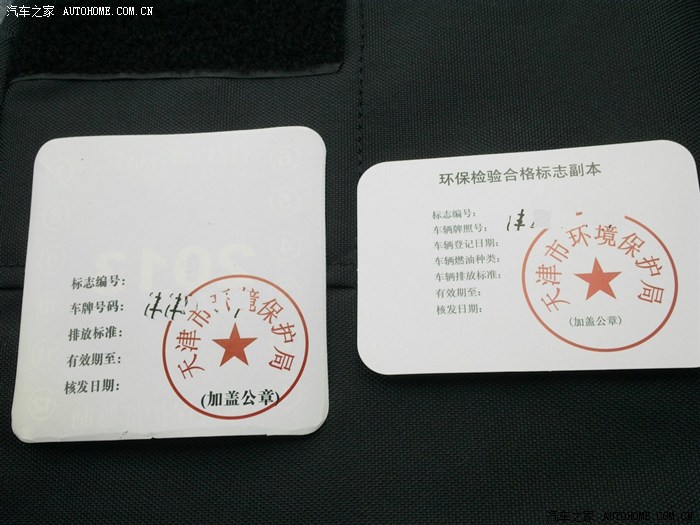 汽车之家 AUTOHOME.COM.CN
标志编号：
车牌号码：津
排放标准：
有效期至：
核发日期：
天津市环境保护局
(加盖公章)
环保检验合格标志副本
标志编号：
车辆牌照号：津
车辆登记日期：
车辆燃油种类：
车辆排放标准：
有效期至：
核发日期：
天津市环境保护局
(加盖公章)
汽车之家 AUTOHOME.COM.CN